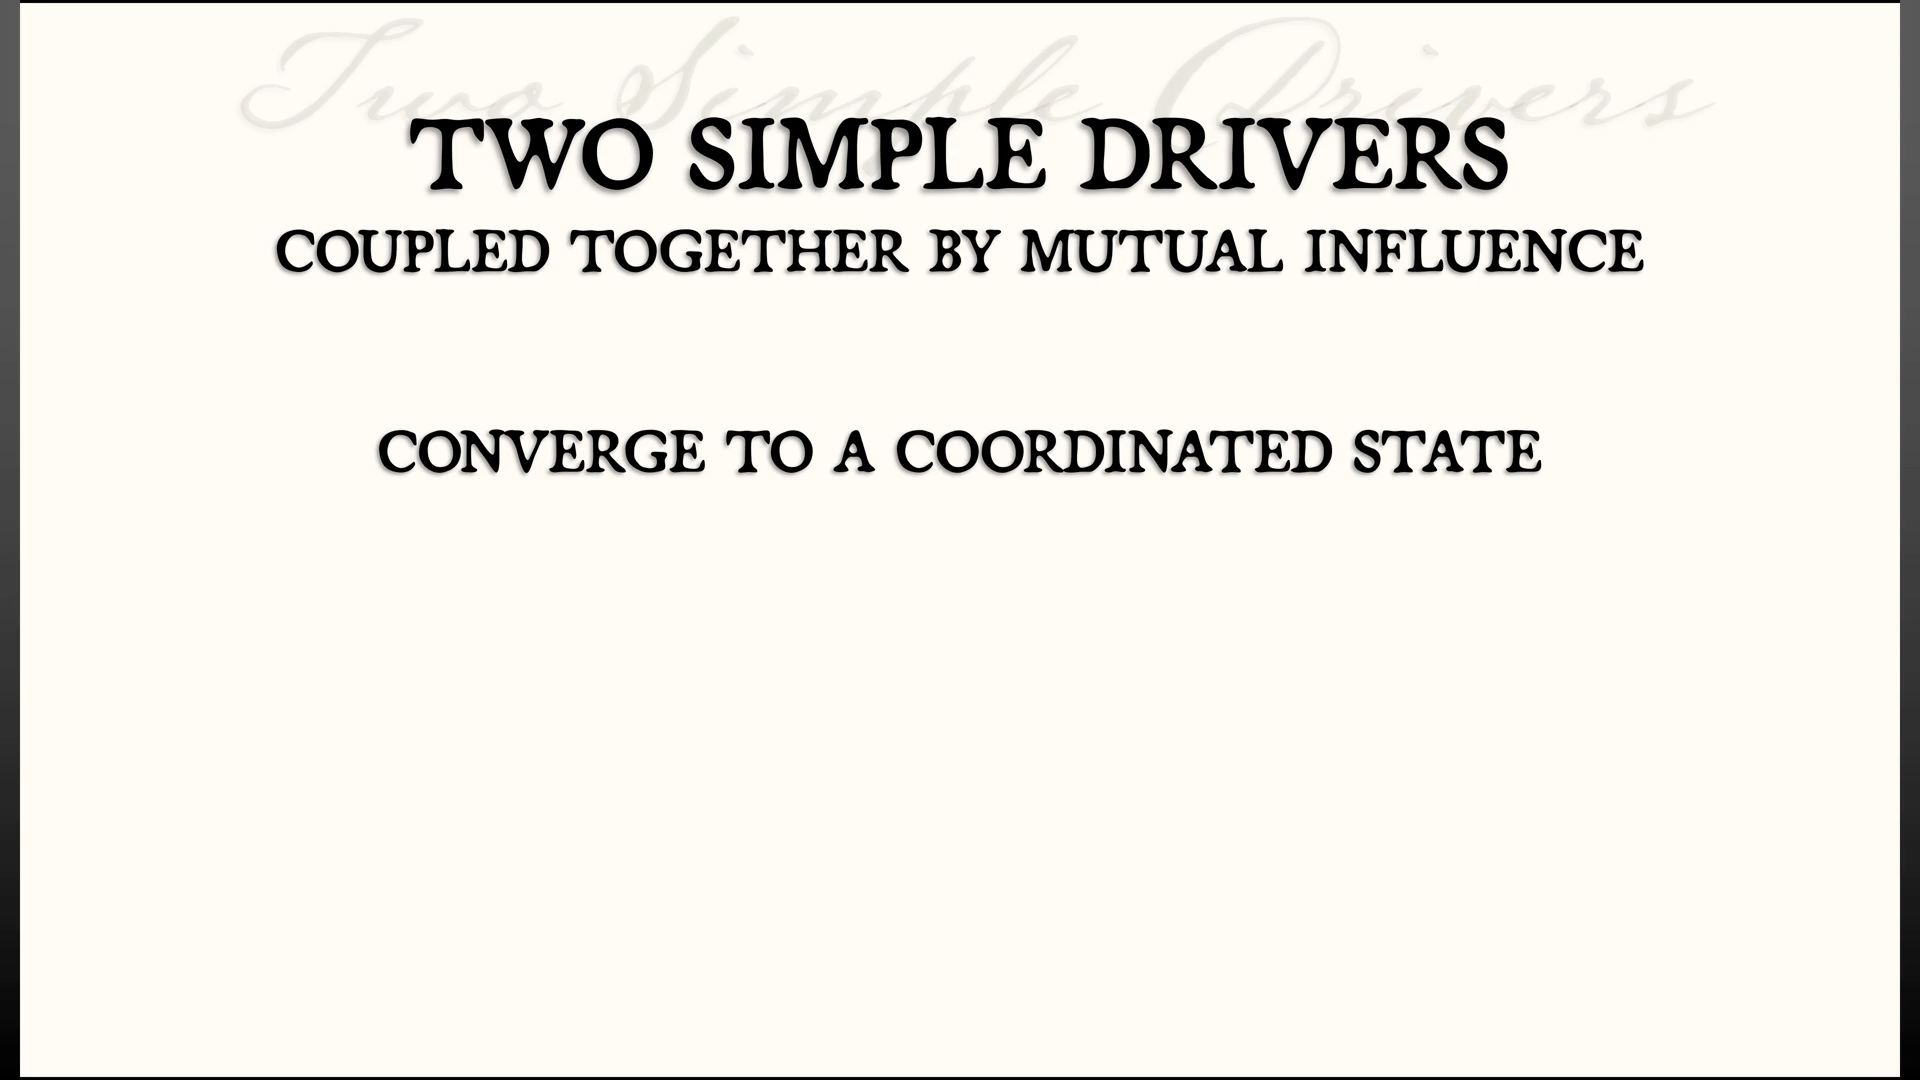 Two Simple Drivers
TWO SIMPLE DRIVERS
COUPLED TOGETHER BY MUTUAL INFLUENCE
CONVERGE TO A COORDINATED STATE